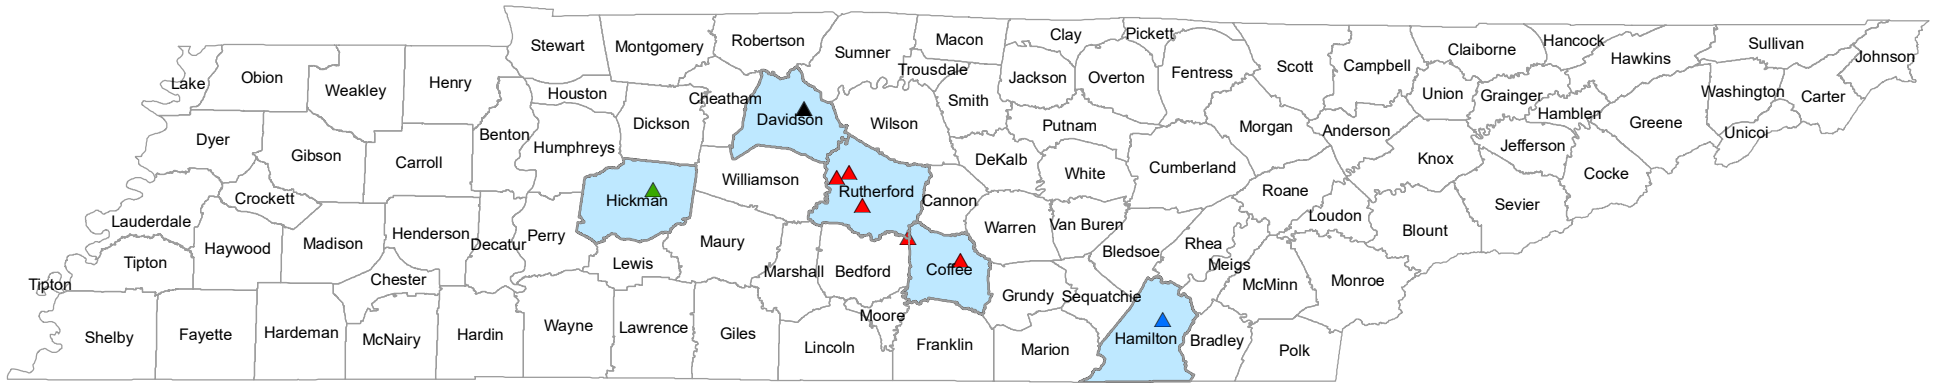 Stewart
Montgomery
Robertson
Sumner
Macon
Clay
Pickett
Claiborne
Hancock
Hawkins
Sullivan
Johnson
Lake
Obion
Weakley
Henry
Houston
Cheatham
Trousdale
Jackson
Overton
Fentress
Scott
Campbell
Union
Grainger
Hamblen
Washington
Carter
Dyer
Gibson
Carroll
Benton
Humphreys
Dickson
Davidson
Wilson
Smith
Putnam
Morgan
Anderson
Knox
Jefferson
Greene
Unicoi
Lauderdale
Crockett
Hickman
Williamson
Rutherford
Cannon
DeKalb
White
Cumberland
Roane
Loudon
Blount
Sevier
Cocke
Tipton
Haywood
Madison
Henderson
Decatur
Perry
Lewis
Maury
Marshall
Bedford
Coffee
Warren
Van Buren
Bledsoe
Rhea
Meigs
McMinn
Monroe
Tipton
Chester
Moore
Grundy
Sequatchie
Shelby
Fayette
Hardeman
McNairy
Hardin
Wayne
Lawrence
Giles
Lincoln
Franklin
Marion
Hamilton
Bradley
Polk